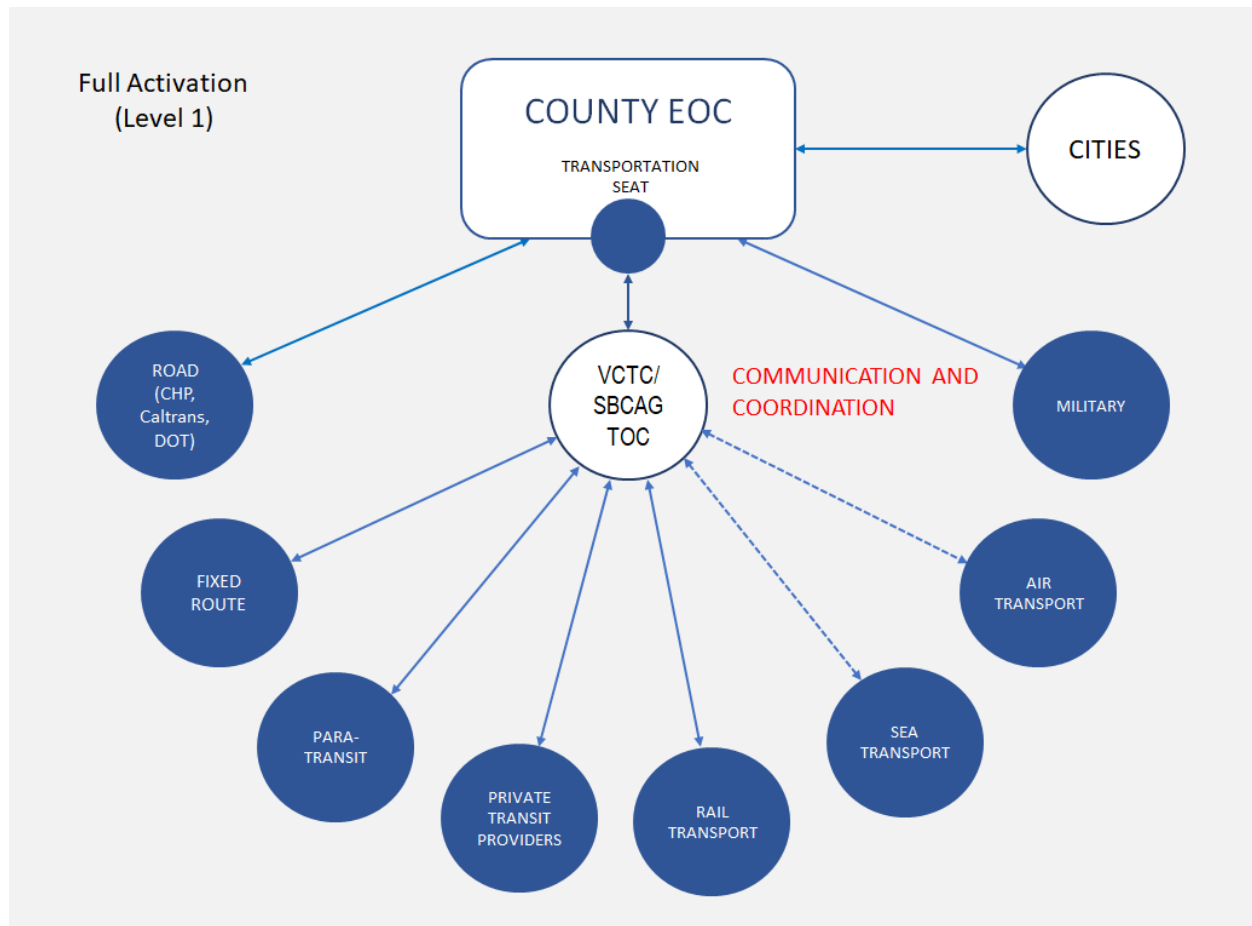 Full Activation
(Level 1)
COUNTY EOC
TRANSPORTATION
SEAT
CITIES
ROAD
(CHP,
Caltrans,
DOT)
VCTC/
SBCAG
TOC
COMMUNICATION AND
COORDINATION
MILITARY
FIXED
ROUTE
AIR
TRANSPORT
PARA-
TRANSIT
SEA
TRANSPORT
PRIVATE
TRANSIT
PROVIDERS
RAIL
TRANSPORT